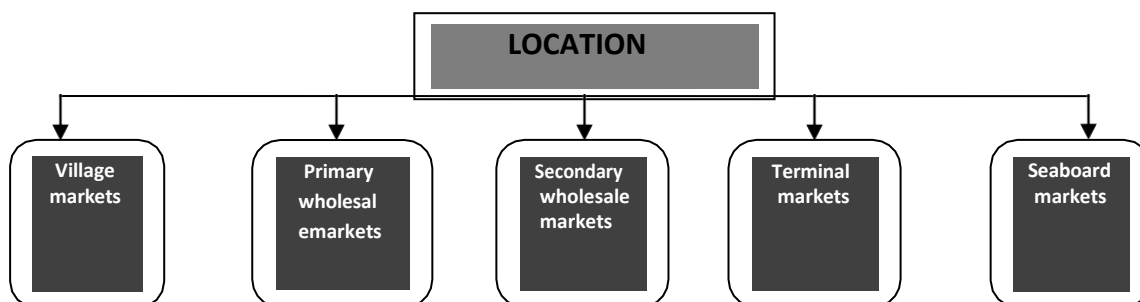 LOCATION
Village
markets
Primary
wholesal
emarkets
Secondary
wholesale
markets
Terminal
markets
Seaboard
markets